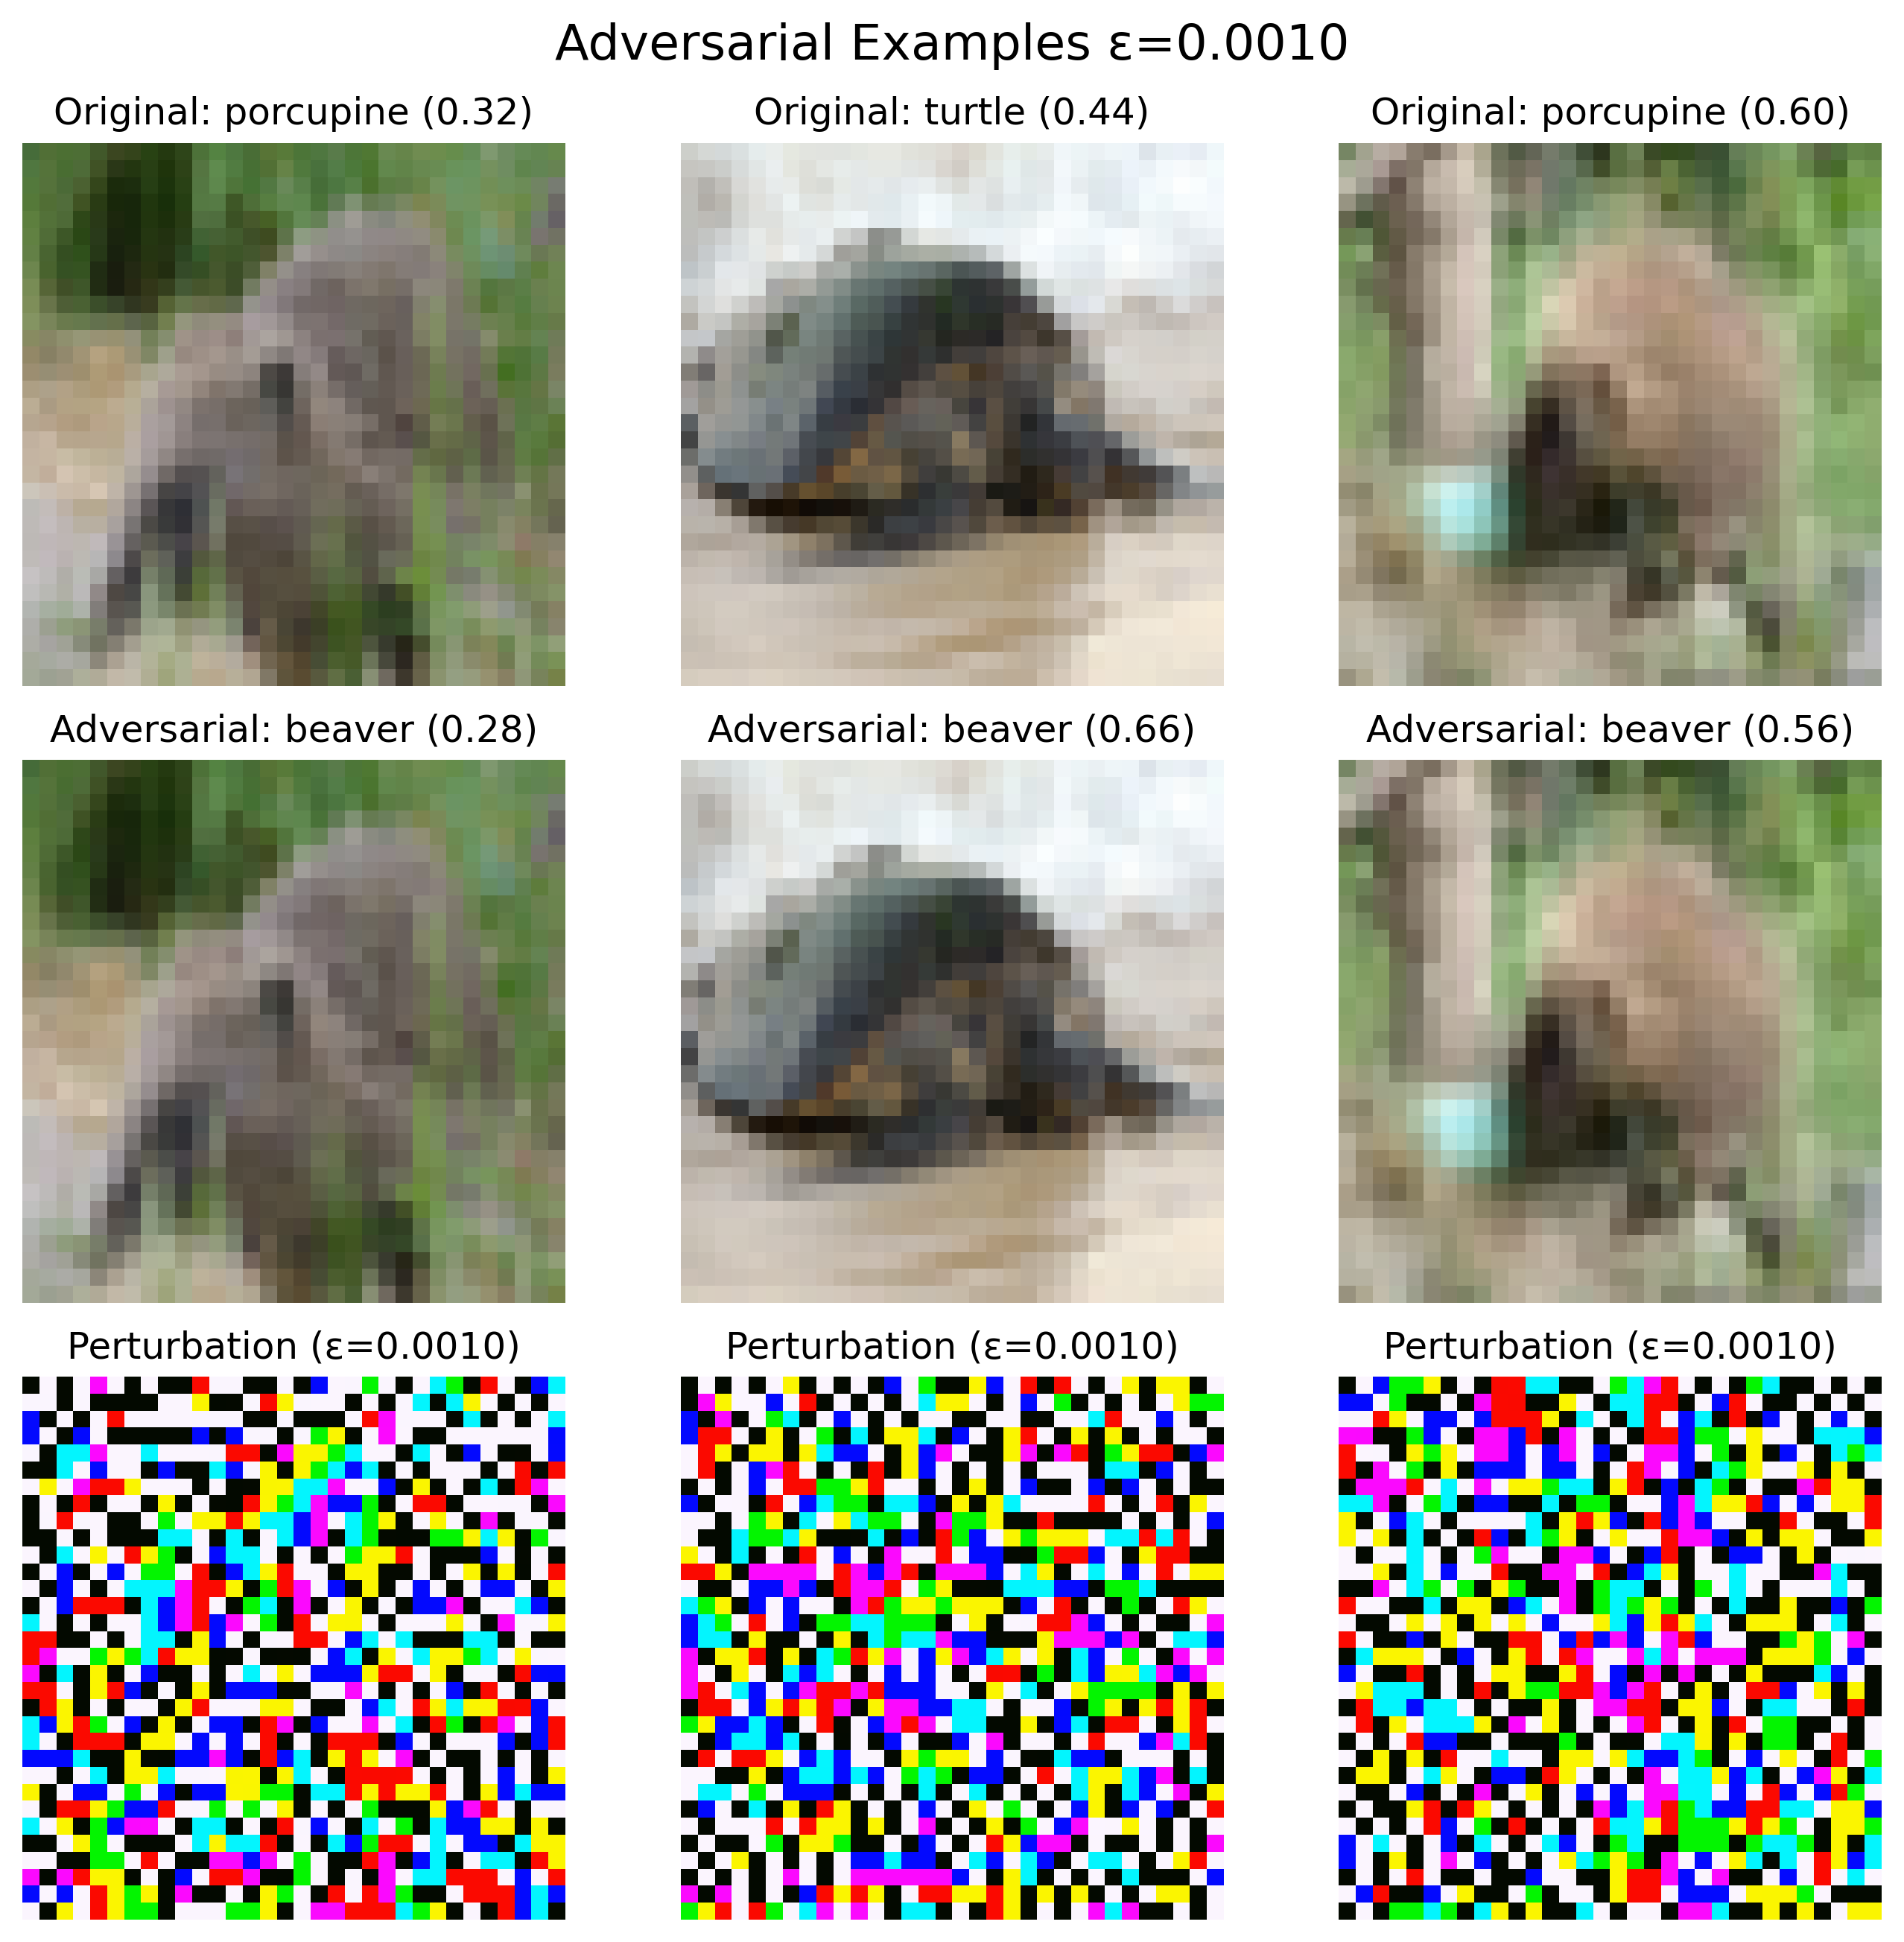 Adversarial Examples ε=0.0010
Original: porcupine (0.32)
Original: turtle (0.44)
Original: porcupine (0.60)
Adversarial: beaver (0.28)
Adversarial: beaver (0.66)
Adversarial: beaver (0.56)
Perturbation (ε=0.0010)
Perturbation (ε=0.0010)
Perturbation (ε=0.0010)